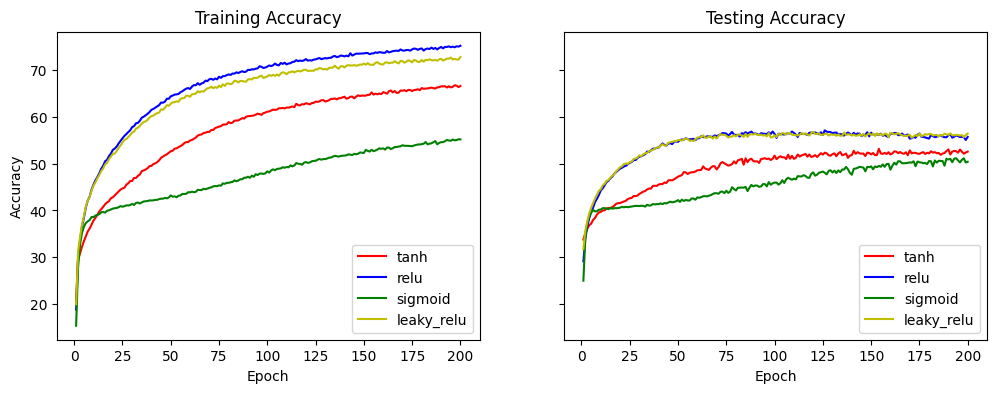 Training Accuracy
Accuracy
70
60
50
40
30
20
tanh
relu
sigmoid
leaky_relu
0 25 50 75 100 125 150 175 200
Epoch
Testing Accuracy
tanh
relu
sigmoid
leaky_relu
0 25 50 75 100 125 150 175 200
Epoch